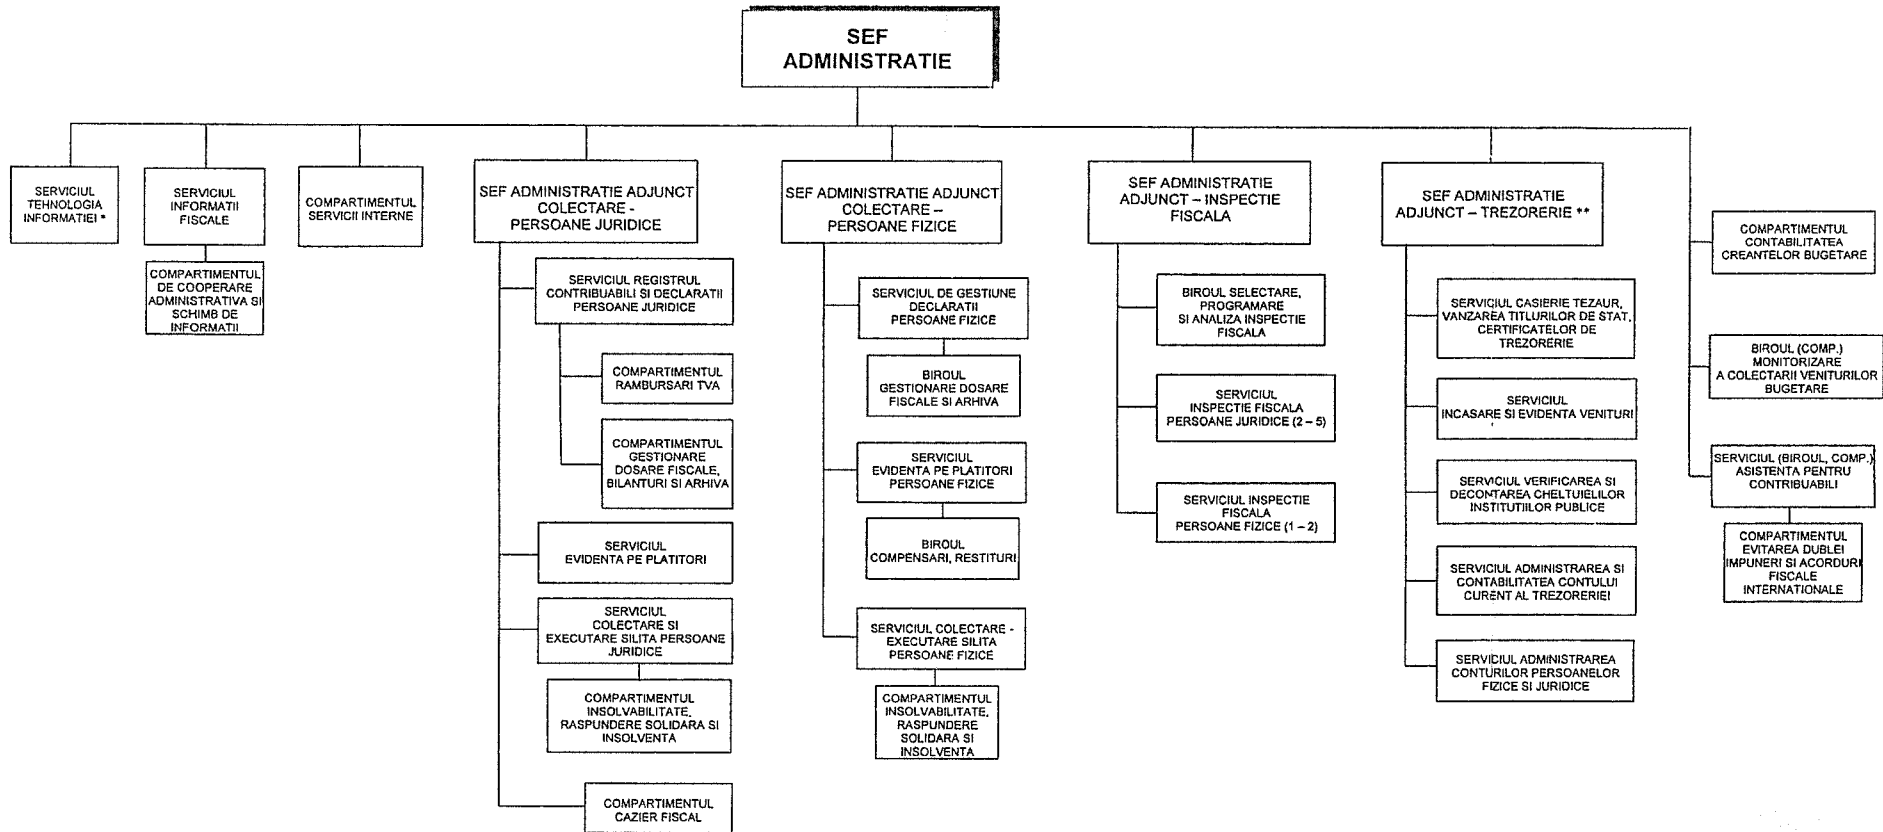 SEF
ADMINISTRATIE
SERVICIUL
TEHNOLOGIA
INFORMATIEI *
SERVICIUL
INFORMATII
FISCALE
COMPARTIMENTUL
DE COOPERARE
ADMINISTRATIVA SI
SCHIMB DE
INFORMATII
COMPARTIMENTUL
SERVICII INTERNE
SEF ADMINISTRATIE ADJUNCT
COLECTARE -
PERSOANE JURIDICE
SERVICIUL REGISTRUL
CONTRIBUABILI SI DECLARATII
PERSOANE JURIDICE
COMPARTIMENTUL
RAMBURSARI TVA
COMPARTIMENTUL
GESTIONARE
DOSARE FISCALE,
BILANTURI SI ARHIVA
SERVICIUL
EVIDENTA PE PLATITORI
SERVICIUL
COLECTARE SI
EXECUTARE SILITA PERSOANE
JURIDICE
COMPARTIMENTUL
INSOLVABILITATE,
RASPUNDERE SOLIDARA SI
INSOLVENTA
COMPARTIMENTUL
CAZIER FISCAL
SEF ADMINISTRATIE ADJUNCT
COLECTARE –
PERSOANE FIZICE
SERVICIUL DE GESTIUNE
DECLARATII
PERSOANE FIZICE
BIROUL
GESTIONARE DOSARE
FISCALE SI ARHIVA
SERVICIUL
EVIDENTA PE PLATITORI
PERSOANE FIZICE
BIROUL
COMPENSARI, RESTITURI
SERVICIUL COLECTARE -
EXECUTARE SILITA
PERSOANE FIZICE
COMPARTIMENTUL
INSOLVABILITATE,
RASPUNDERE
SOLIDARA SI
INSOLVENTA
SEF ADMINISTRATIE
ADJUNCT – INSPECTIE
FISCALA
BIROUL SELECTARE,
PROGRAMARE
SI ANALIZA INSPECTIE
FISCALA
SERVICIUL
INSPECTIE FISCALA
PERSOANE JURIDICE (2 – 5)
SERVICIUL INSPECTIE
FISCALA
PERSOANE FIZICE (1 – 2)
SEF ADMINISTRATIE
ADJUNCT – TREZORERIE **
SERVICIUL CASIERIE TEZAUR,
VANZAREA TITLURILOR DE STAT,
CERTIFICATELOR DE
TREZORERIE
SERVICIUL
INCASARE SI EVIDENTA VENITURI
SERVICIUL VERIFICAREA SI
DECONTAREA CHELTUIELILOR
INSTITUTIILOR PUBLICE
SERVICIUL ADMINISTRAREA SI
CONTABILITATEA CONTULUI
CURENT AL TREZORERIEI
SERVICIUL ADMINISTRAREA
CONTURILOR PERSOANELOR
FIZICE SI JURIDICE
COMPARTIMENTUL
CONTABILITATEA
CREANTELOR BUGETARE
BIROUL (COMP.)
MONITORIZARE
A COLECTARII VENITURILOR
BUGETARE
SERVICIUL (BIROUL, COMP.)
ASISTENTA PENTRU
CONTRIBUABILI
COMPARTIMENTUL
EVITAREA DUBLEI
IMPUNERI SI ACORDURI
FISCALE
INTERNATIONALE